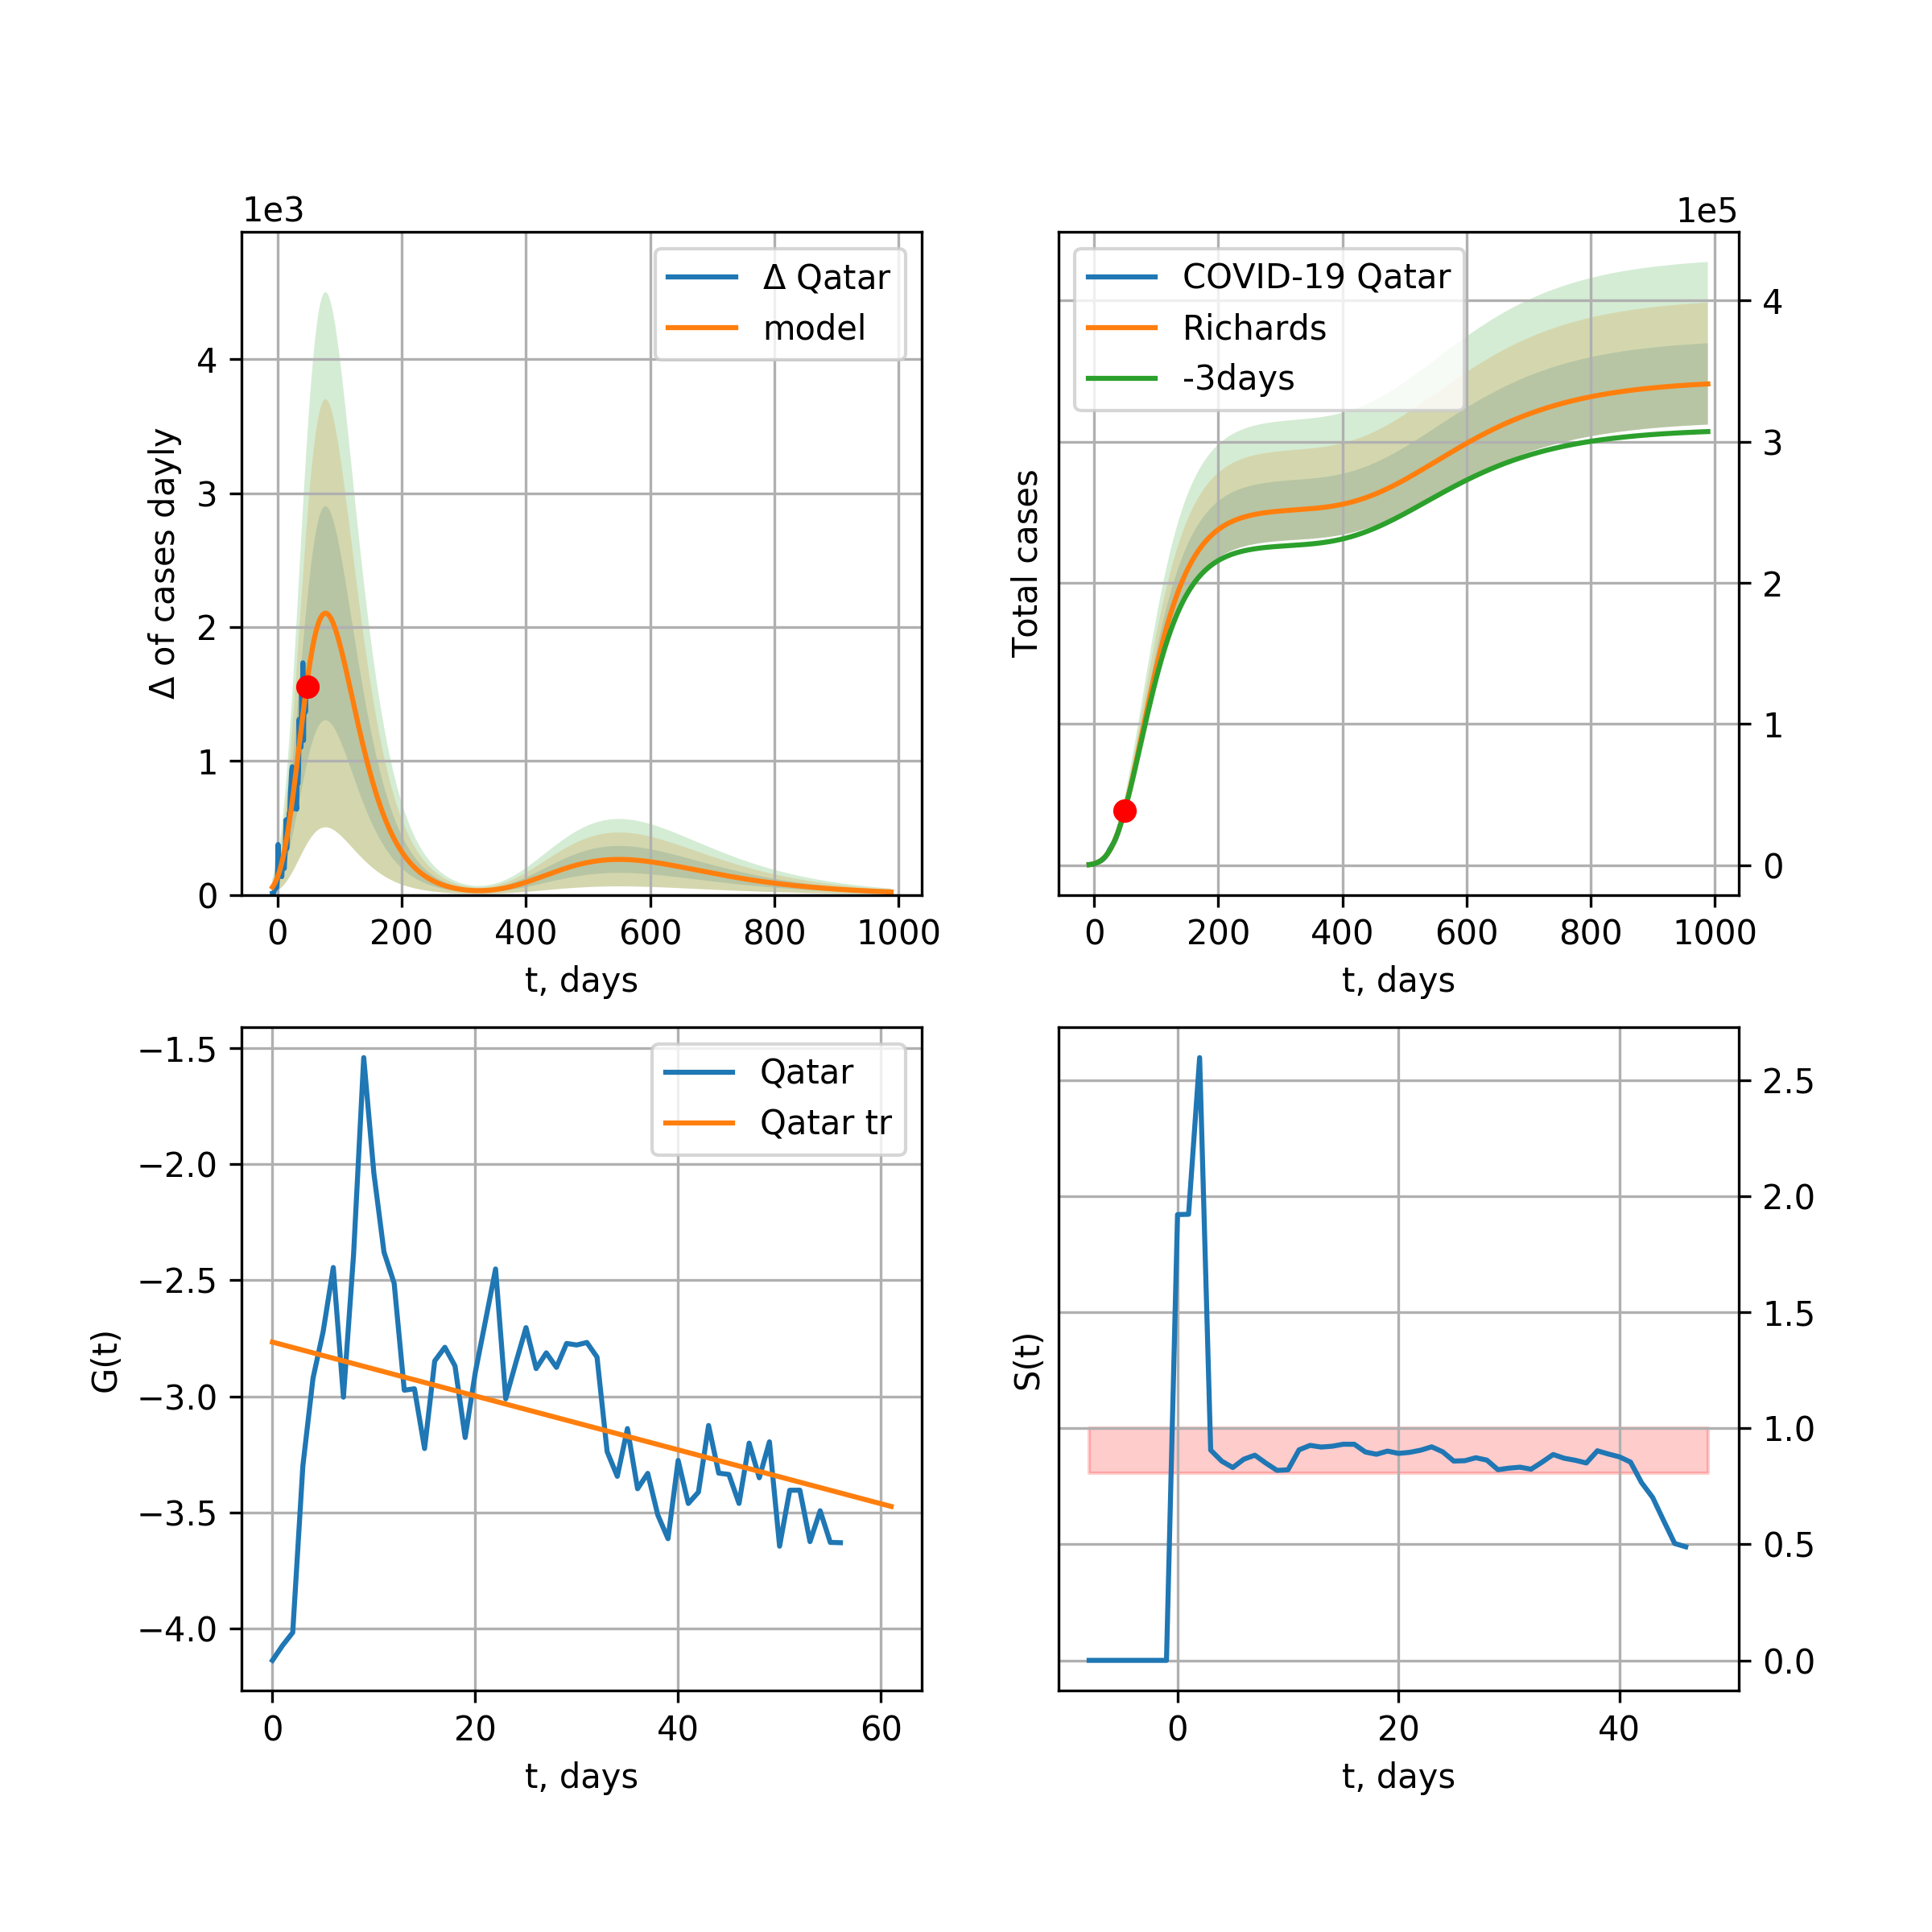 1e3
Δ Qatar
model
Δ of cases dayly
4
3
2
1
0
0 200 400 600 800 1000
t, days
1e5
COVID-19 Qatar
Richards
-3days
Total cases
4
3
2
1
0
0 200 400 600 800 1000
t, days
Qatar
Qatar tr
G(t)
−1.5
−2.0
−2.5
−3.0
−3.5
−4.0
0 20 40 60
t, days
S(t)
2.5
2.0
1.5
1.0
0.5
0.0
0 20 40
t, days